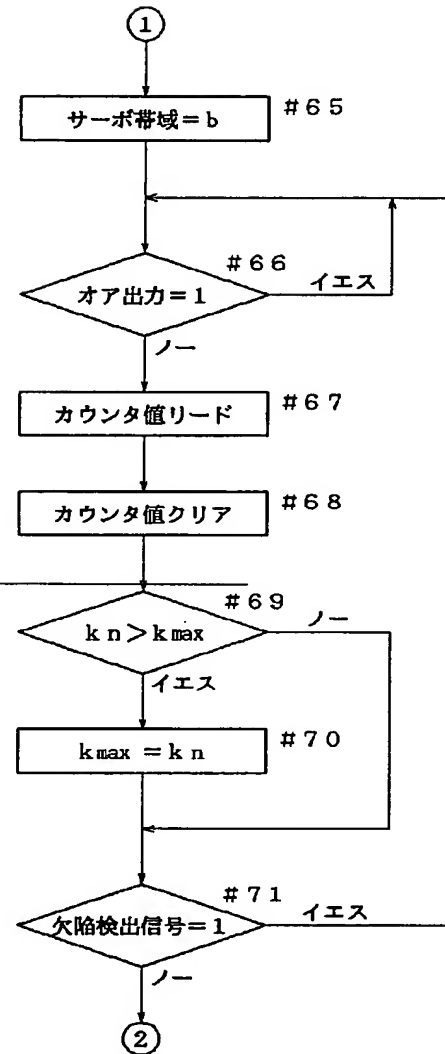 1
サーボ帯域=b #65
#66
オア出力=1 イエス
ノー
カウンタ値リード #67
カウンタ値クリア #68
#69
kn>kmax ノー
イエス
kmax=kn #70
#71
欠陥検出信号=1 イエス
ノー
2